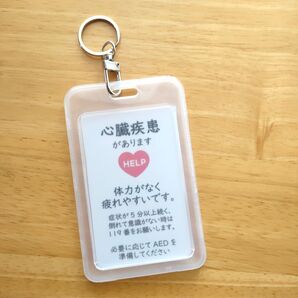 心臓疾患
があります
HELP
体力がなく
疲れやすいです。
症状が5分以上続く、
倒れて意識がない時は
119番をお願いします。
必要に応じてAEDを
準備してください